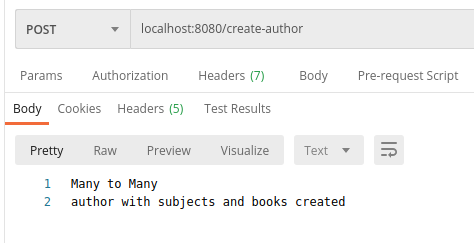 POST localhost:8080/create-author
Params Authorization Headers (7) Body Pre-request Script
Body Cookies Headers (5) Test Results
Pretty Raw Preview Visualize Text
1 Many to Many
2 author with subjects and books created